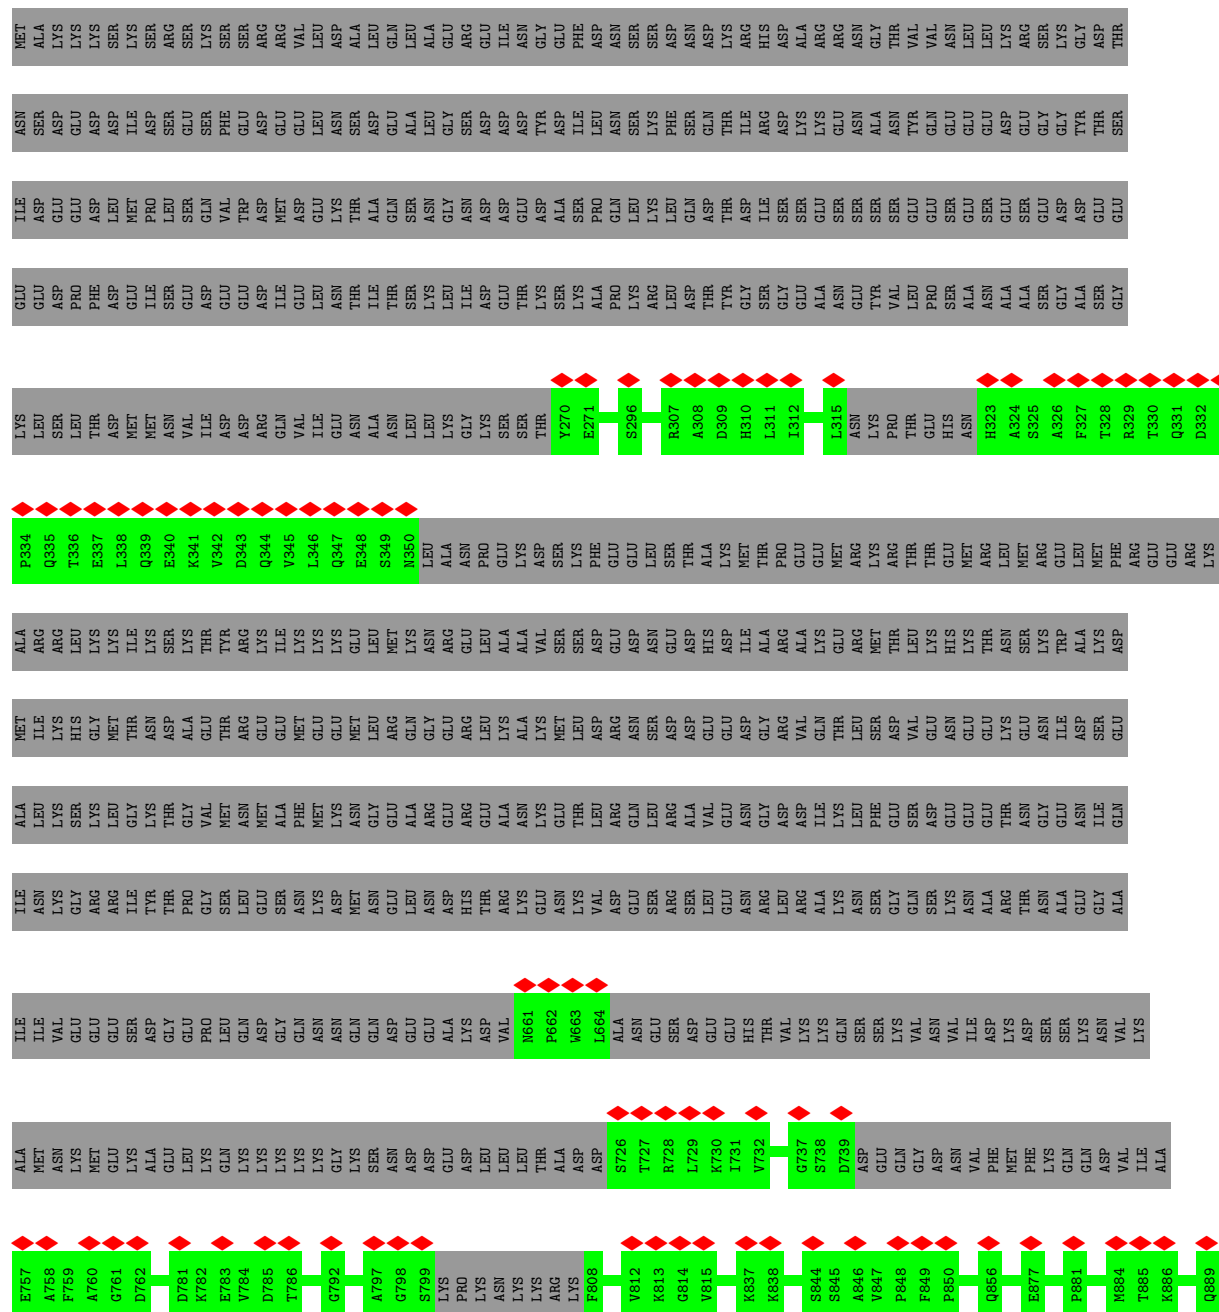 MET ALA LYS LYS LYS SER LYS SER ARG SER LYS SER SER ARG ARG VAL LEU ASP ALA LEU GLN LEU ALA GLU ARG GLU ILE ASN GLY GLU PHE ASP ASN SER SER ASP ASN ASP LYS ARG HIS ASP ALA ARG ARG ASN GLY THR VAL VAL ASN LEU LEU LYS ARG SER LYS GLY ASP THR
ASN SER ASP GLU ASP ASP ILE ASP SER GLU SER PHE GLU ASP GLU GLU LEU ASN SER ASP GLU ALA LEU GLY SER ASP ASP ASP TYR ASP ILE LEU ASN SER LYS PHE SER GLN THR ILE ARG ASP LYS LYS GLU ASN ALA ASN TYR GLN GLU GLU GLU ASP GLU GLY GLY TYR THR SER
ILE ASP GLU GLU ASP LEU MET PRO LEU SER GLN VAL TRP ASP MET ASP GLU LYS THR ALA GLN SER ASN GLY ASN ASP ASP GLU ASP ALA SER PRO GLN LEU LYS LEU GLN ASP THR ASP ILE SER SER GLU SER SER SER SER GLU GLU SER GLU SER GLU SER GLU ASP ASP GLU GLU
GLU GLU ASP PRO PHE ASP GLU ILE SER GLU ASP GLU GLU ASP ILE GLU LEU ASN THR ILE THR SER LYS LEU ILE ASP GLU THR LYS SER LYS ALA PRO LYS ARG LEU ASP THR TYR GLY SER GLY GLU ALA ASN GLU TYR VAL LEU PRO SER ALA ASN ALA ALA SER GLY ALA SER GLY
LYS LEU SER LEU THR ASP MET MET ASN VAL ILE ASP ASP ARG GLN VAL ILE GLU ASN ALA ASN LEU LEU LYS GLY LYS SER SER THR Y270 E271 S296 R307 A308 D309 H310 L311 I312 L315 ASN LYS PRO THR GLU HIS ASN H323 A324 S325 A326 F327 T328 R329 T330 Q331 D332
P334 Q335 T336 E337 L338 Q339 E340 K341 V342 D343 Q344 V345 L346 Q347 E348 S349 N350 LEU ALA ASN PRO GLU LYS ASP SER LYS PHE GLU GLU LEU SER THR ALA LYS MET THR PRO GLU GLU MET ARG LYS ARG THR THR GLU MET ARG LEU MET ARG GLU LEU MET PHE ARG GLU GLU ARG LYS
ALA ARG ARG LEU LYS LYS ILE LYS SER LYS THR TYR ARG LYS ILE LYS LYS LYS GLU LEU MET LYS ASN ARG GLU LEU ALA ALA VAL SER SER ASP GLU ASP ASN GLU ASP HIS ASP ILE ALA ARG ALA LYS GLU ARG MET THR LEU LYS HIS LYS THR ASN SER LYS TRP ALA LYS ASP
MET ILE LYS HIS GLY MET THR ASN ASP ALA GLU THR ARG GLU GLU MET GLU GLU MET LEU ARG GLN GLY GLU ARG LEU LYS ALA LYS MET LEU ASP ARG ASN SER ASP ASP GLU GLU ASP GLY ARG VAL GLN THR LEU SER ASP VAL GLU ASN GLU GLU LYS GLU ASN ILE ASP SER GLU
ALA LEU LYS SER LYS LEU GLY LYS THR GLY VAL MET ASN MET ALA PHE MET LYS ASN GLY GLU ALA ARG GLU ARG GLU ALA ASN LYS GLU THR LEU ARG GLN LEU ARG ALA VAL GLU ASN GLY ASP ASP ILE LYS LEU PHE GLU SER ASP GLU GLU GLU THR ASN GLY GLU ASN ILE GLN
ILE ASN LYS GLY ARG ARG ILE TYR THR PRO GLY SER LEU GLU SER ASN LYS ASP MET ASN GLU LEU ASN ASP HIS THR ARG LYS GLU ASN LYS VAL ASP GLU SER ARG SER LEU GLU ASN ARG LEU ARG ALA LYS ASN SER GLY GLN SER LYS ASN ALA ARG THR ASN ALA GLU GLY ALA
ILE ILE VAL GLU GLU GLU SER ASP GLY GLU PRO LEU GLN ASP GLY GLN ASN ASN GLN GLN ASP GLU GLU ALA LYS ASP VAL N661 P662 W663 L664 ALA ASN GLU SER ASP GLU GLU HIS THR VAL LYS LYS GLN SER SER LYS VAL ASN VAL ILE ASP LYS ASP SER SER LYS ASN VAL LYS
ALA MET ASN LYS MET GLU LYS ALA GLU LEU LYS GLN LYS LYS LYS LYS GLY LYS SER ASN ASP ASP GLU ASP LEU LEU LEU THR ALA ASP ASP S726 T727 R728 L729 K730 I731 V732 G737 S738 D739 ASP GLU GLN GLY ASP ASN VAL PHE MET PHE LYS GLN GLN ASP VAL ILE ALA
E757 A758 F759 A760 G761 D762 D781 K782 E783 V784 D785 T786 G792 A797 G798 S799 LYS PRO LYS ASN LYS LYS ARG LYS F808 V812 K813 G814 V815 K837 K838 S844 S845 A846 V847 P848 F849 P850 Q856 E877 P881 M884 T885 K886 Q889